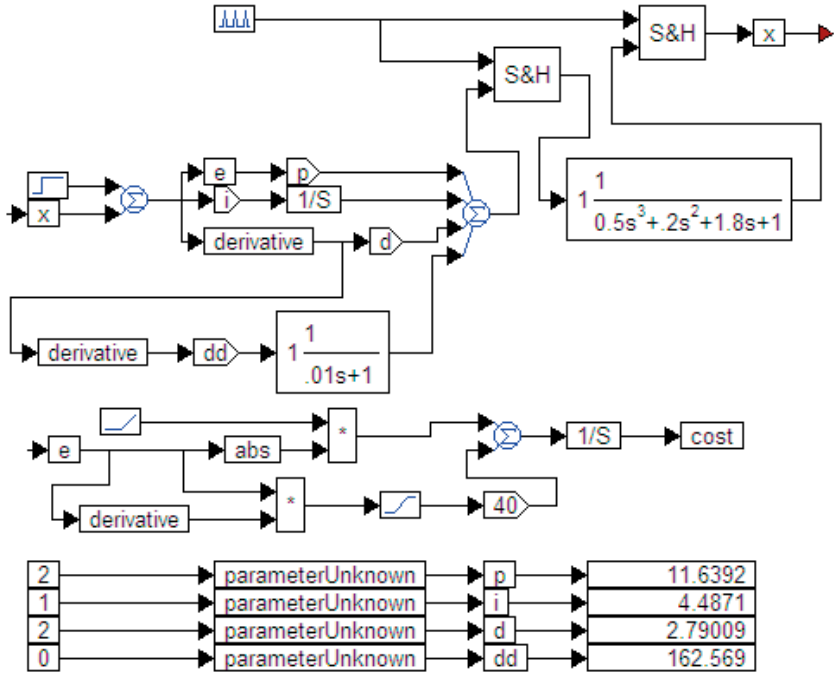 S&H
x
S&H
1 1
0.5s³+.2s²+1.8s+1
e
p
i
1/S
x
derivative
d
derivative
dd
1 1
.01s+1
*
e
abs
1/S
cost
derivative
*
40
2 parameterUnknown p 11.6392
1 parameterUnknown i 4.4871
2 parameterUnknown d 2.79009
0 parameterUnknown dd 162.569